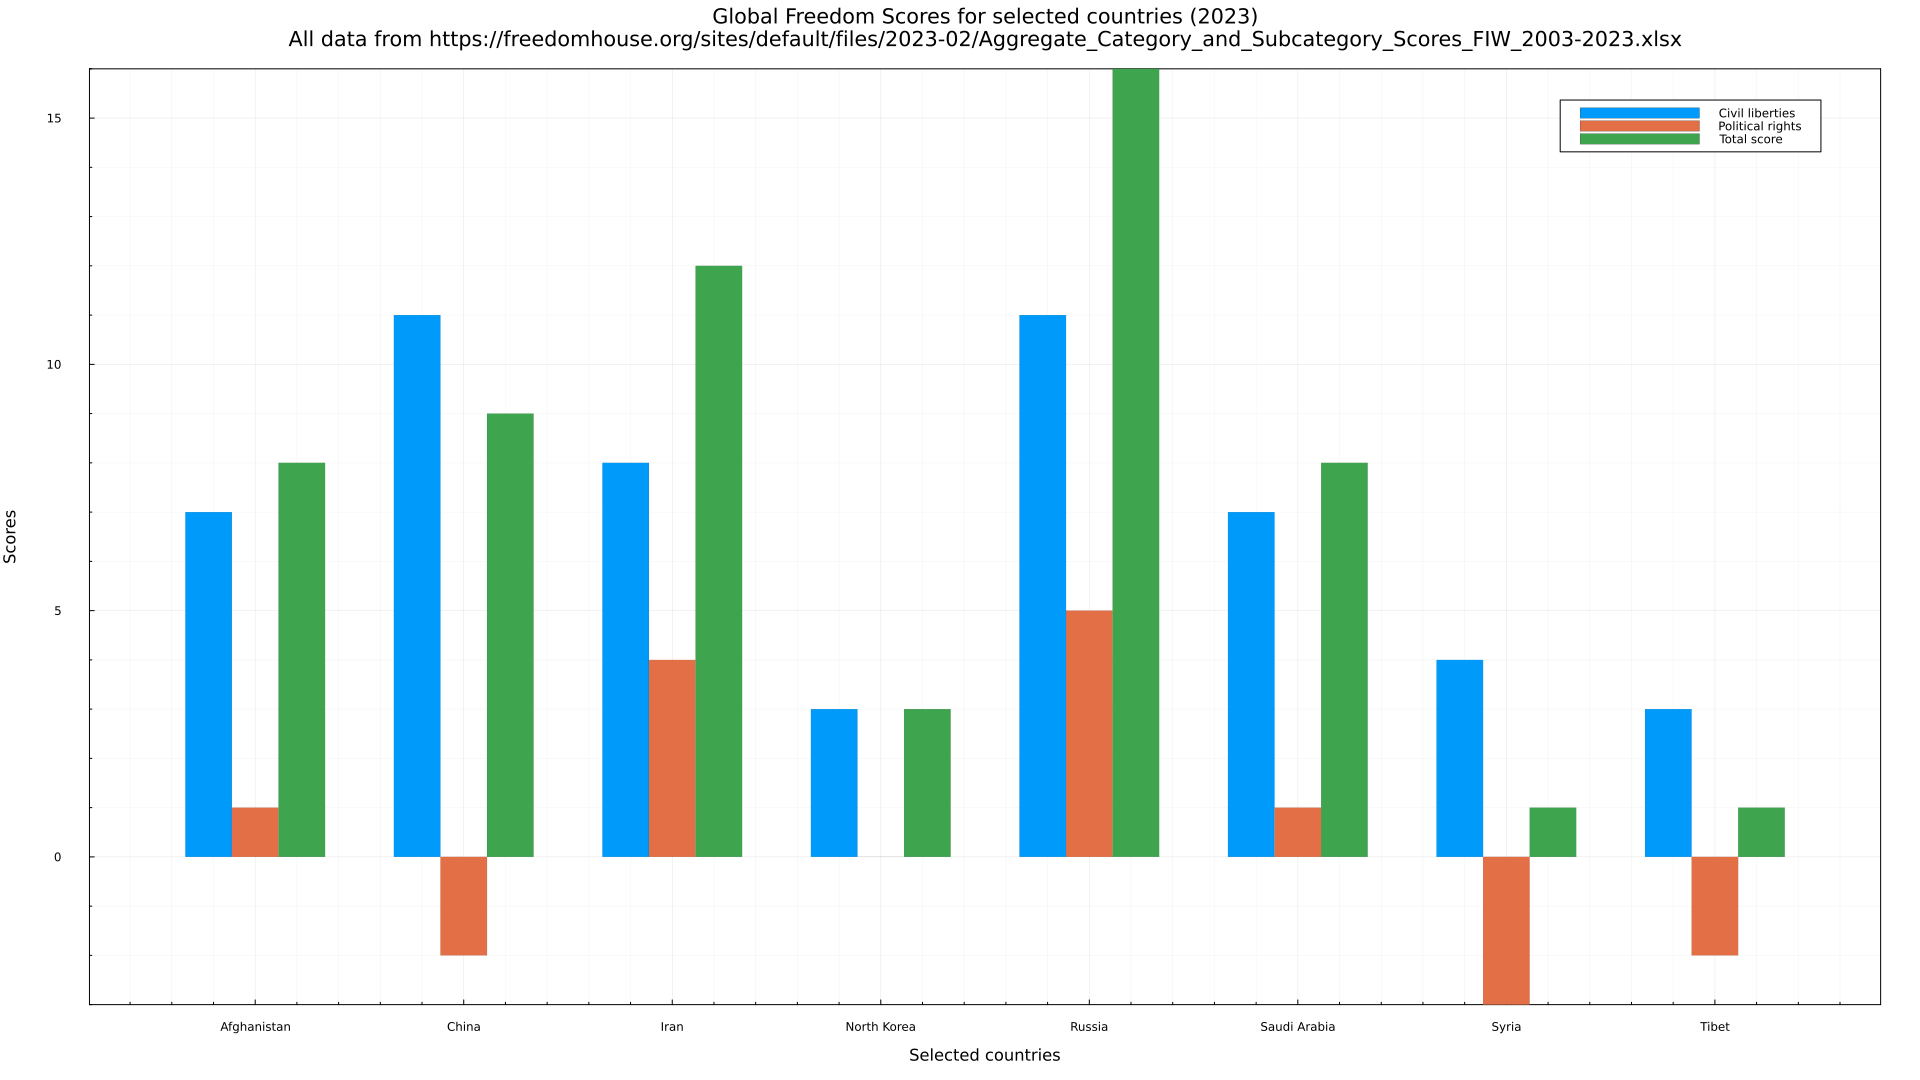 Global Freedom Scores for selected countries (2023)
All data from https://freedomhouse.org/sites/default/files/2023-02/Aggregate_Category_and_Subcategory_Scores_FIW_2003-2023.xlsx
15
10
5
0
Scores
Civil liberties
Political rights
Total score
Afghanistan
China
Iran
North Korea
Russia
Saudi Arabia
Syria
Tibet
Selected countries